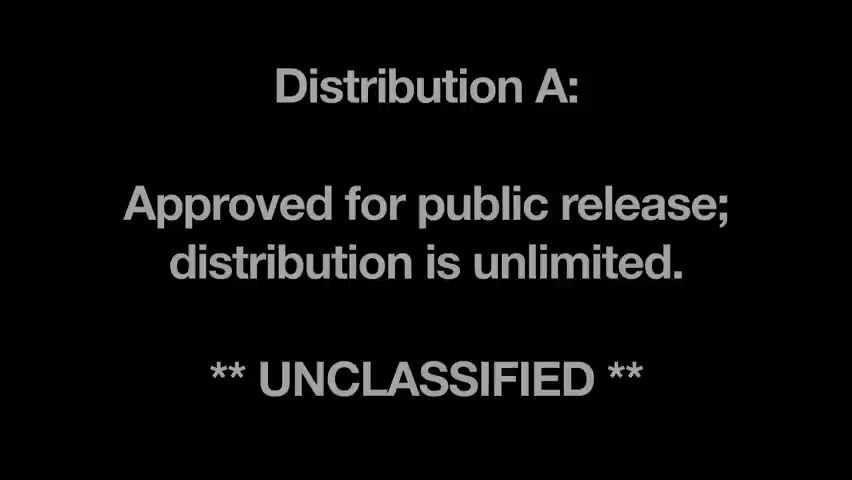 Distribution A:
Approved for public release;
distribution is unlimited.
** UNCLASSIFIED **